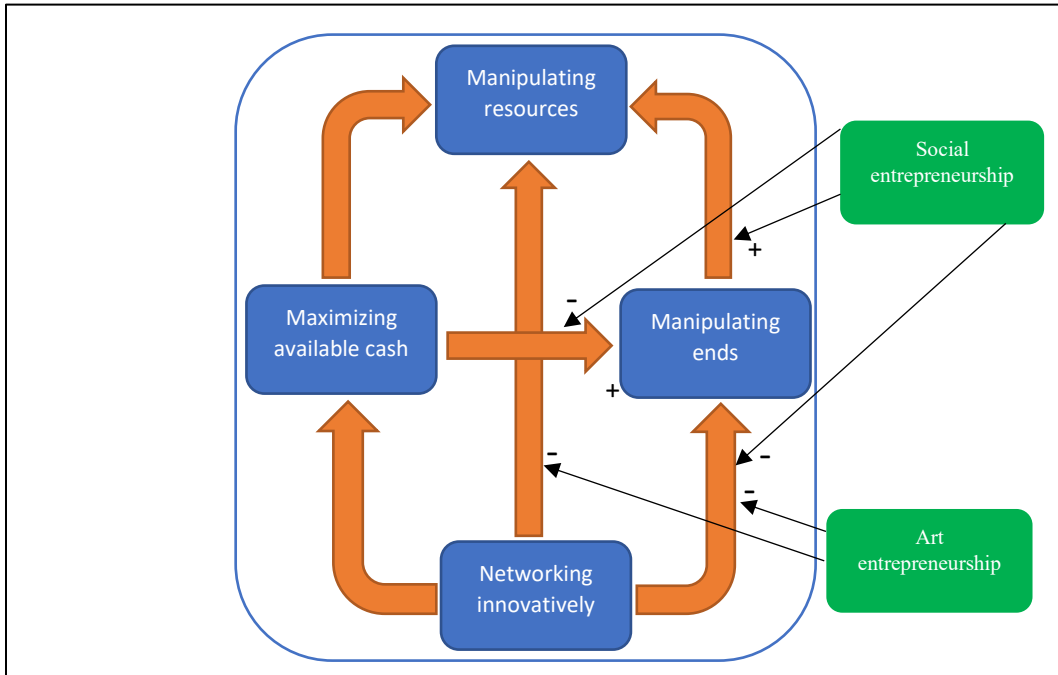 Manipulating
resources
Social
entrepreneurship
+
-
Maximizing
available cash
Manipulating
ends
+
-
-
-
Art
entrepreneurship
Networking
innovatively